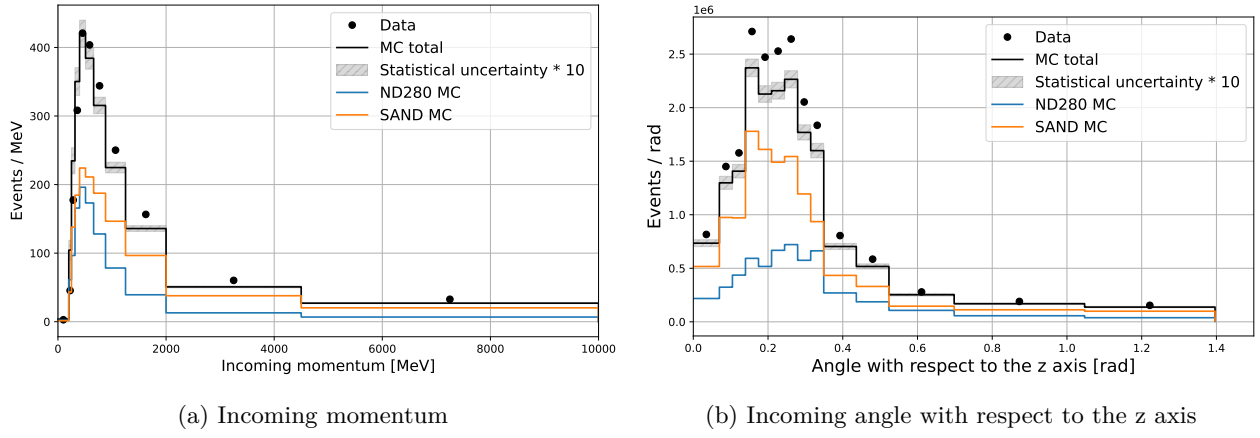 Data
MC total
Statistical uncertainty * 10
ND280 MC
SAND MC
400
300
200
100
0
Events / MeV
0
2000
4000
6000
8000
10000
Incoming momentum [MeV]
(a) Incoming momentum
1e6
Data
MC total
Statistical uncertainty * 10
ND280 MC
SAND MC
2.5
2.0
1.5
1.0
0.5
0.0
Events / rad
0.0
0.2
0.4
0.6
0.8
1.0
1.2
1.4
Angle with respect to the z axis [rad]
(b) Incoming angle with respect to the z axis